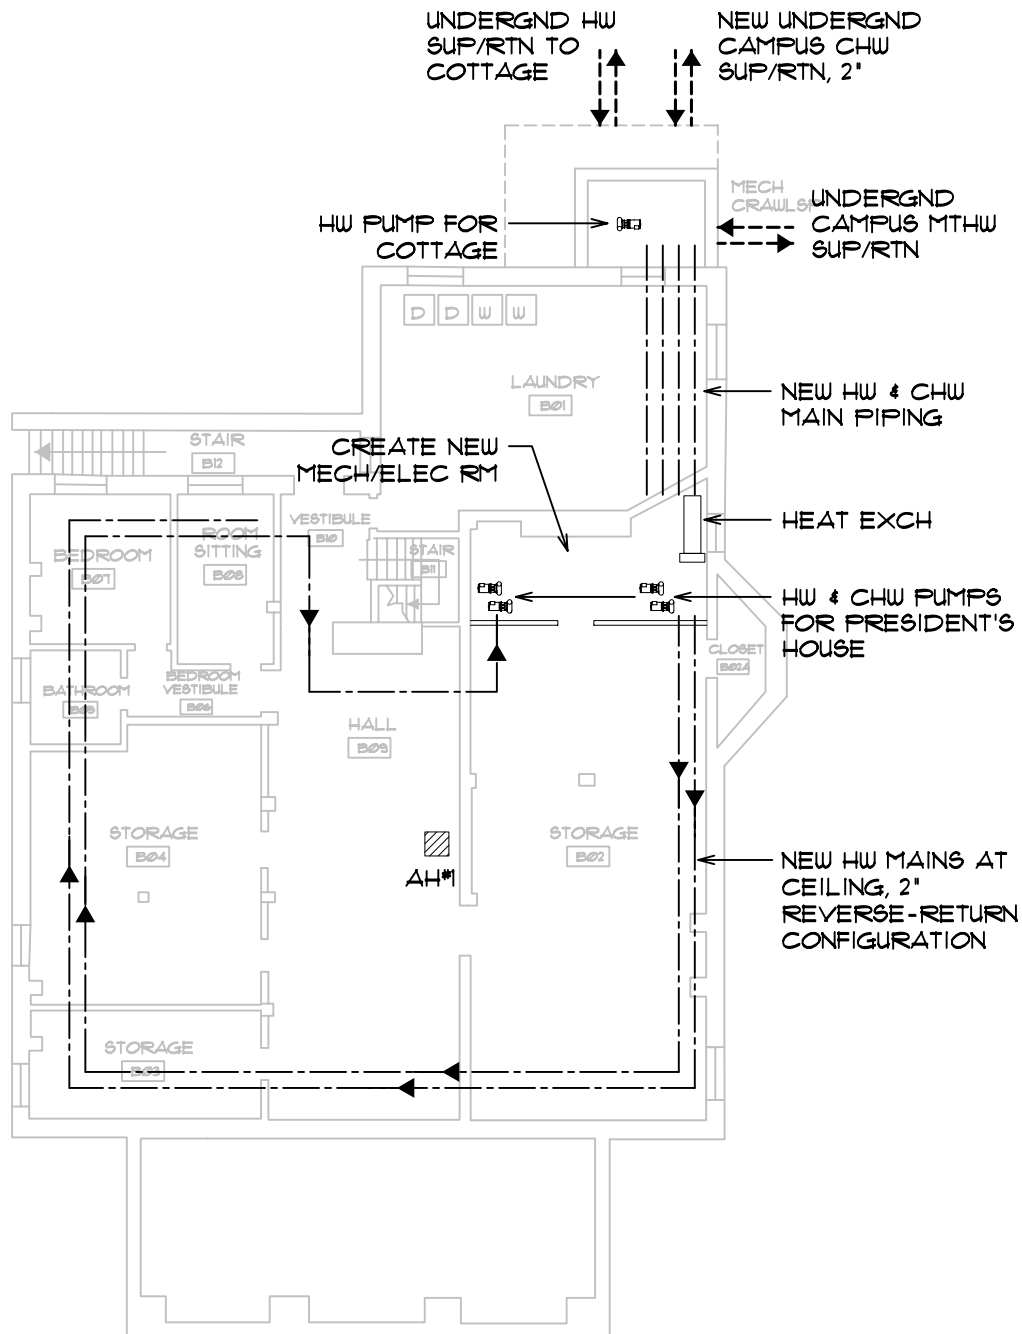 UNDERGND HW
SUP/RTN TO
COTTAGE
NEW UNDERGND
CAMPUS CHW
SUP/RTN, 2"
MECH
UNDERGND
CAMPUS MTHW
SUP/RTN
HW PUMP FOR
COTTAGE
D D W W
LAUNDRY
B01
NEW HW & CHW
MAIN PIPING
STAIR
B12
CREATE NEW
MECH/ELEC RM
VESTIBULE
B10
HEAT EXCH
BEDROOM
B07
ROOM
SITTING
B08
STAIR
B11
HW & CHW PUMPS
FOR PRESIDENT'S
HOUSE
CLOSET
B02A
BATHROOM
B05
BEDROOM
VESTIBULE
B06
HALL
B09
STORAGE
B04
STORAGE
B02
AH#1
NEW HW MAINS AT
CEILING, 2"
REVERSE-RETURN
CONFIGURATION
STORAGE
B03